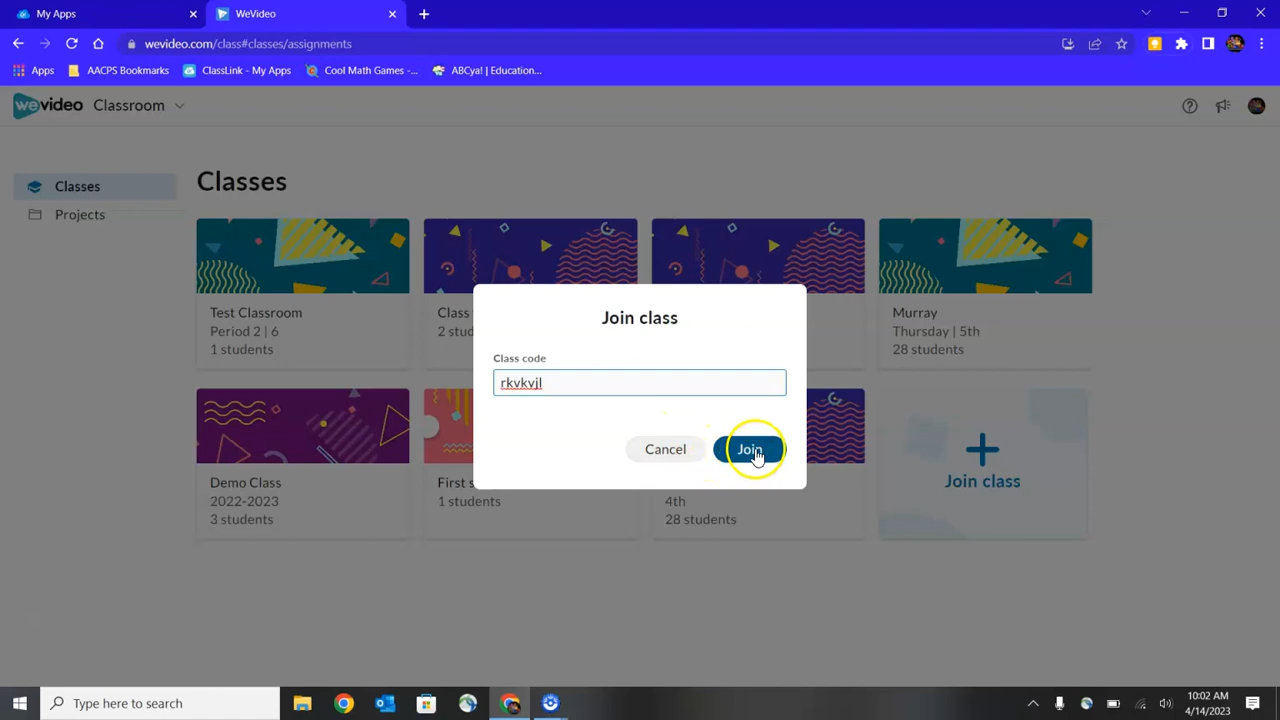 My Apps
WeVideo
wevideo.com/class#classes/assignments
Apps
AACPS Bookmarks
ClassLink - My Apps
Cool Math Games -...
ABCya! | Education...
wevideo Classroom
Classes
Projects
Classes
Test Classroom
Period 2 | 6
1 students
Class
2 stud
Murray
Thursday | 5th
28 students
Join class
Class code
rkvkvjl
Cancel
Join
Demo Class
2022-2023
3 students
First s
1 students
4th
28 students
Join class
Type here to search
10:02 AM
4/14/2023